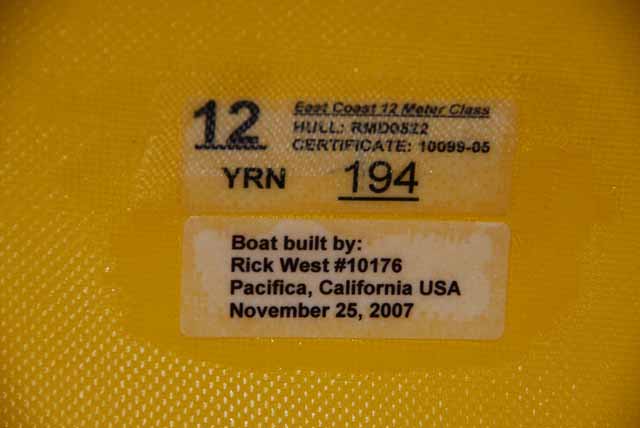 12
East Coast 12 Meter Class
HULL: RMD0522
CERTIFICATE: 10099-05
YRN 194
Boat built by:
Rick West #10176
Pacifica, California USA
November 25, 2007